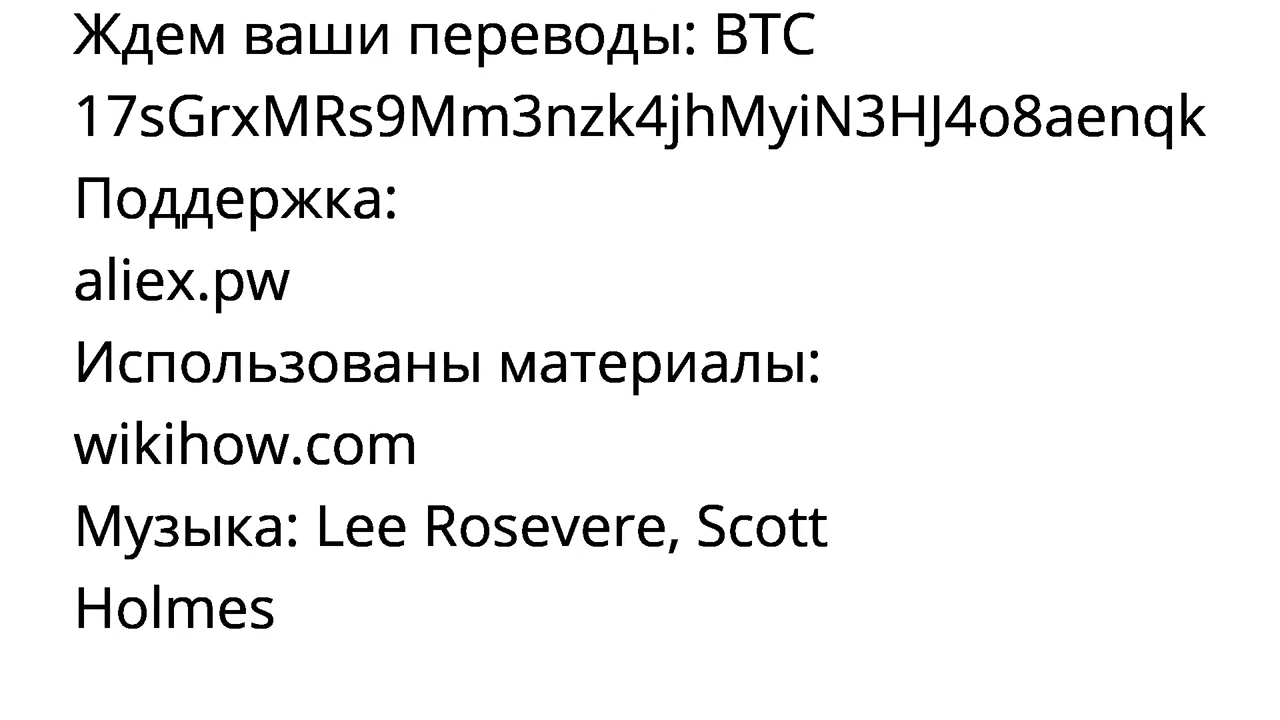 Ждем ваши переводы: BTC
17sGrxMRs9Mm3nzk4jhMyiN3HJ4o8aenqk
Поддержка:
aliex.pw
Использованы материалы:
wikihow.com
Музыка: Lee Rosevere, Scott
Holmes